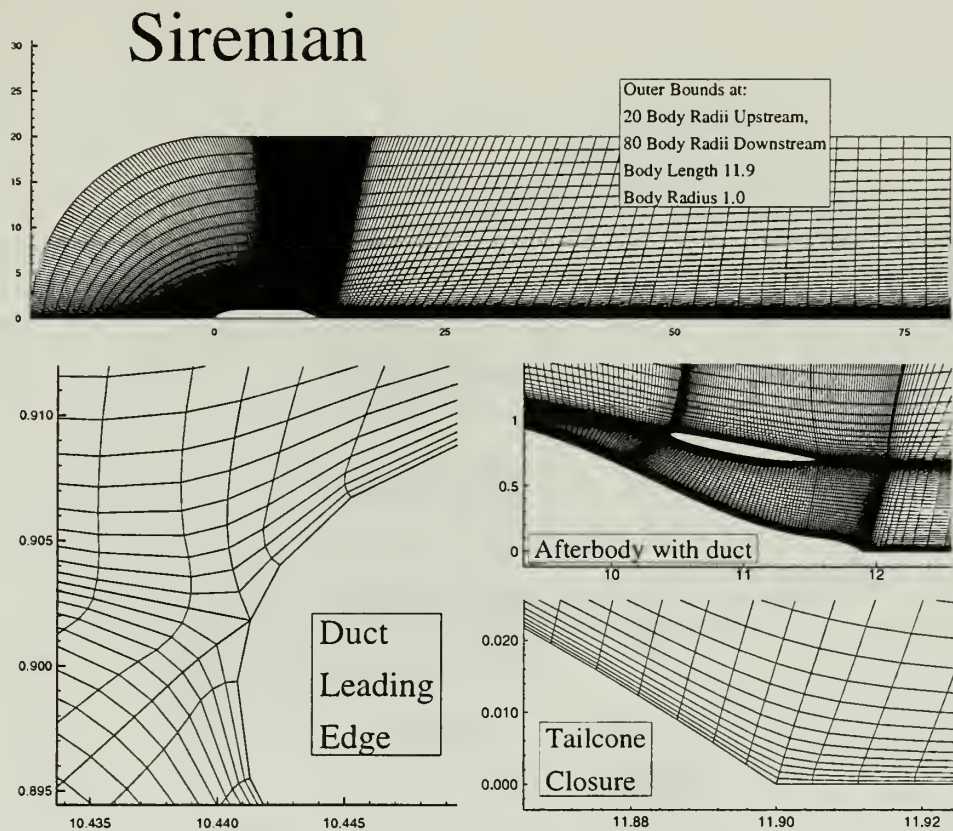 Sirenian
30
25
20
15
10
5
0
0
25
50
75
Outer Bounds at:
20 Body Radii Upstream,
80 Body Radii Downstream
Body Length 11.9
Body Radius 1.0
0.910
0.905
0.900
0.895
10.435
10.440
10.445
Duct
Leading
Edge
1
0.5
0
Afterbody with duct
10
11
12
0.020
0.010
0.000
Tailcone
Closure
11.88
11.90
11.92